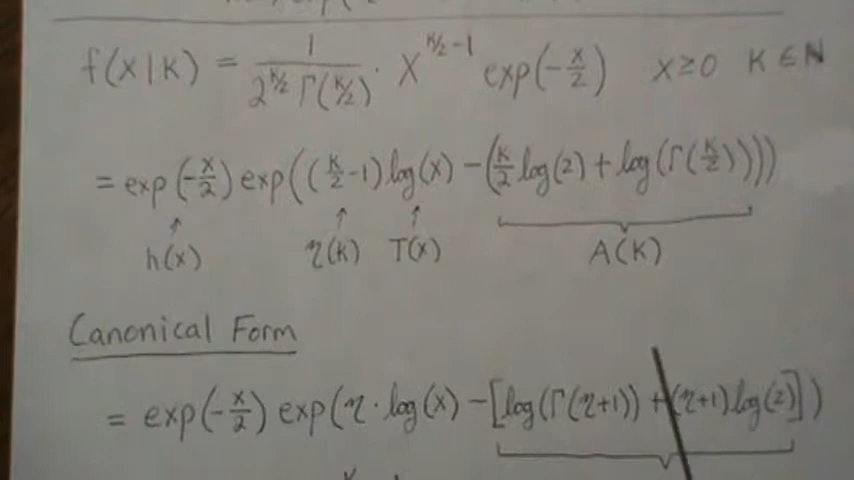 f(x|k) = 1/(2^(k/2) Γ(k/2)) · x^(k/2-1) exp(-x/2) x≥0 k∈ℕ
= exp(-x/2) exp((k/2-1)log(x) -(k/2 log(2) + log(Γ(k/2))))
↑ ↑ ↑
h(x) η(k) T(x) A(k)
Canonical Form
= exp(-x/2) exp(η·log(x) -[log(Γ(η+1)) +(η+1)log(2)])